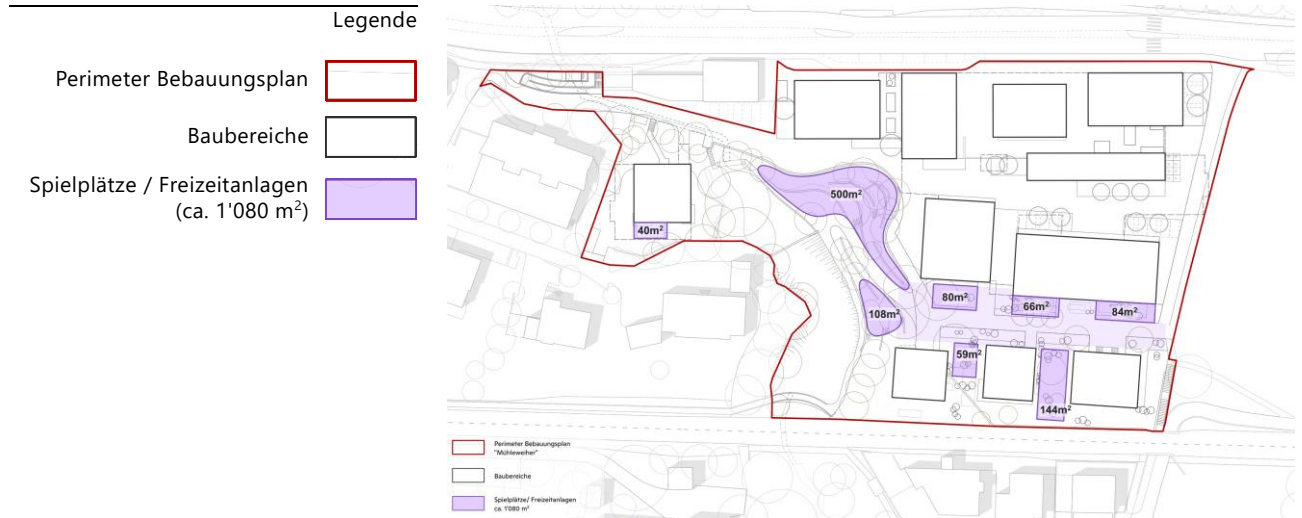 Legende
Perimeter Bebauungsplan
Baubereiche
Spielplätze / Freizeitanlagen
(ca. 1'080 m²)
500m²
40m²
80m²
66m²
84m²
108m²
59m²
144m²
Perimeter Bebauungsplan
"Mühleweiher"
Baubereiche
Spielplätze/ Freizeitanlagen
ca. 1'080 m²